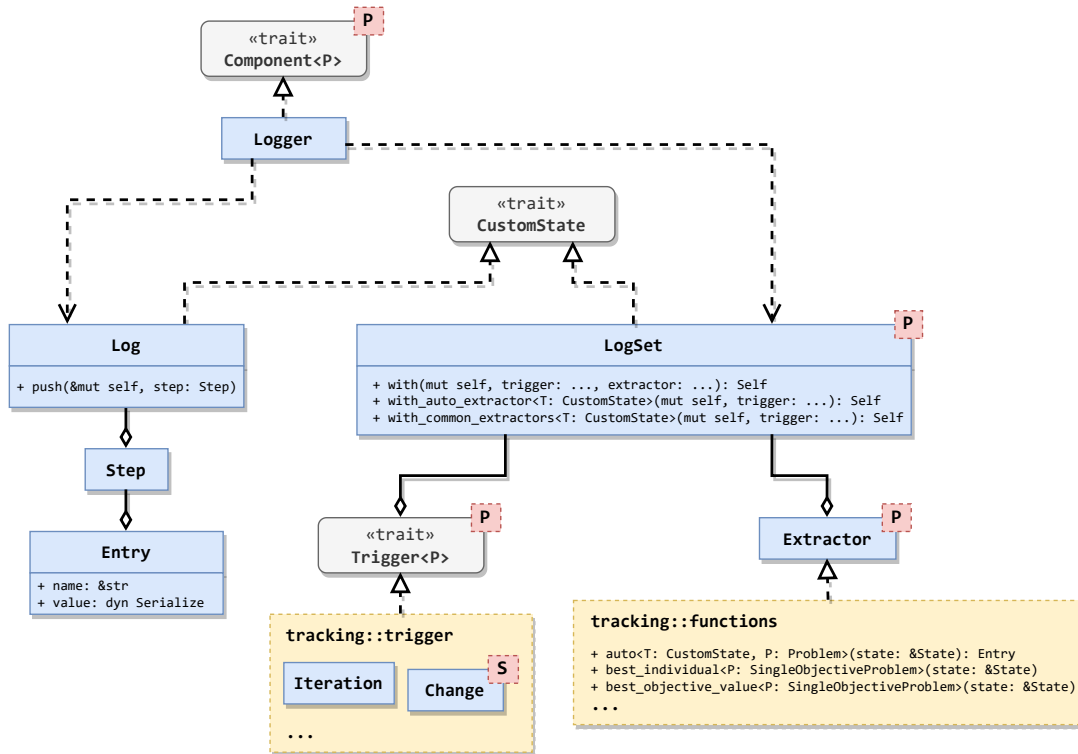 P
«trait»
Component<P>
Logger
«trait»
CustomState
Log
+ push(&mut self, step: Step)
P
LogSet
+ with(mut self, trigger: ..., extractor: ...): Self
+ with_auto_extractor<T: CustomState>(mut self, trigger: ...): Self
+ with_common_extractors<T: CustomState>(mut self, trigger: ...): Self
Step
Entry
+ name: &str
+ value: dyn Serialize
P
«trait»
Trigger<P>
P
Extractor
tracking::trigger
Iteration
S
Change
...
tracking::functions
+ auto<T: CustomState, P: Problem>(state: &State): Entry
+ best_individual<P: SingleObjectiveProblem>(state: &State)
+ best_objective_value<P: SingleObjectiveProblem>(state: &State)
...